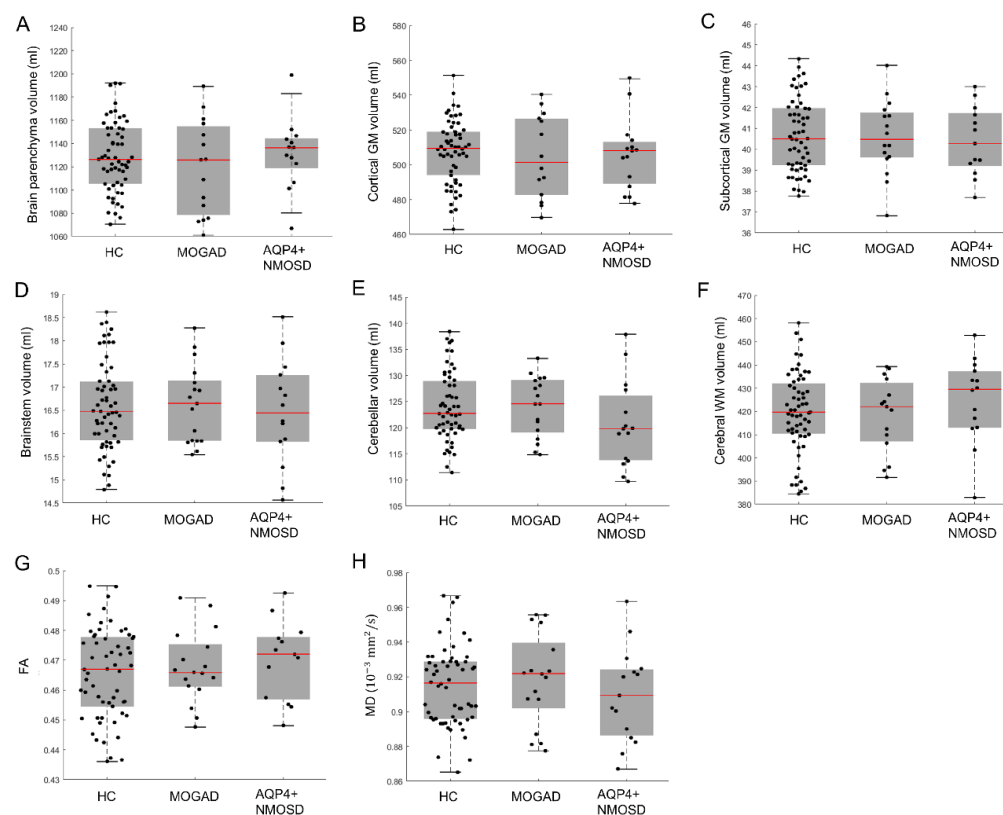 A
Brain parenchyma volume (ml)
1240
1220
1200
1180
1160
1140
1120
1100
1080
1060
HC
MOGAD
AQP4+
NMOSD
B
Cortical GM volume (ml)
580
560
540
520
500
480
460
HC
MOGAD
AQP4+
NMOSD
C
Subcortical GM volume (ml)
46
45
44
43
42
41
40
39
38
37
36
HC
MOGAD
AQP4+
NMOSD
D
Brainstem volume (ml)
19
18.5
18
17.5
17
16.5
16
15.5
15
14.5
HC
MOGAD
AQP4+
NMOSD
E
Cerebellar volume (ml)
145
140
135
130
125
120
115
110
105
HC
MOGAD
AQP4+
NMOSD
F
Cerebral WM volume (ml)
470
460
450
440
430
420
410
400
390
380
HC
MOGAD
AQP4+
NMOSD
G
FA
0.5
0.49
0.48
0.47
0.46
0.45
0.44
0.43
HC
MOGAD
AQP4+
NMOSD
H
MD (10⁻³ mm²/s)
0.98
0.96
0.94
0.92
0.9
0.88
0.86
HC
MOGAD
AQP4+
NMOSD